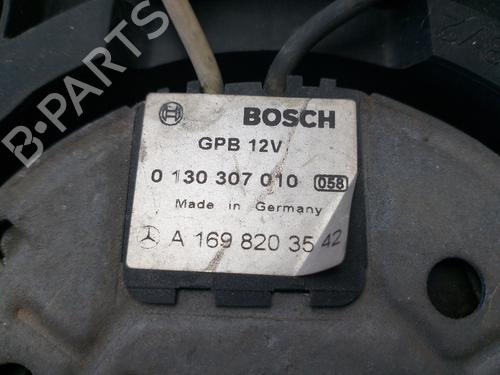 BOSCH
GPB 12V
0 130 307 010 058
Made in Germany
A 169 820 35 42
B-PARTS